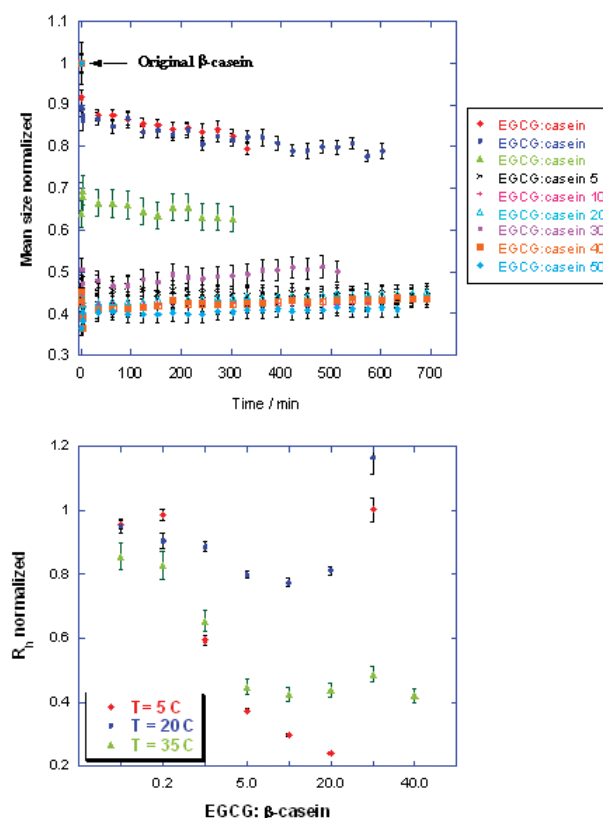 1.1
1
0.9
0.8
0.7
0.6
0.5
0.4
0.3
Mean size normalized
Original β-casein
0 100 200 300 400 500 600 700
Time / min
EGCG:casein
EGCG:casein
EGCG:casein
EGCG:casein 5
EGCG:casein 10
EGCG:casein 20
EGCG:casein 30
EGCG:casein 40
EGCG:casein 50
1.2
1
0.8
0.6
0.4
0.2
Rh normalized
T = 5 C
T = 20 C
T = 35 C
0.2 5.0 20.0 40.0
EGCG: β-casein